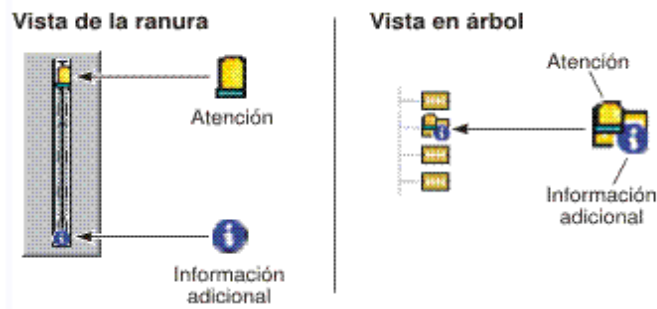 Vista de la ranura
Atención
Información
adicional
Vista en árbol
Atención
Información
adicional